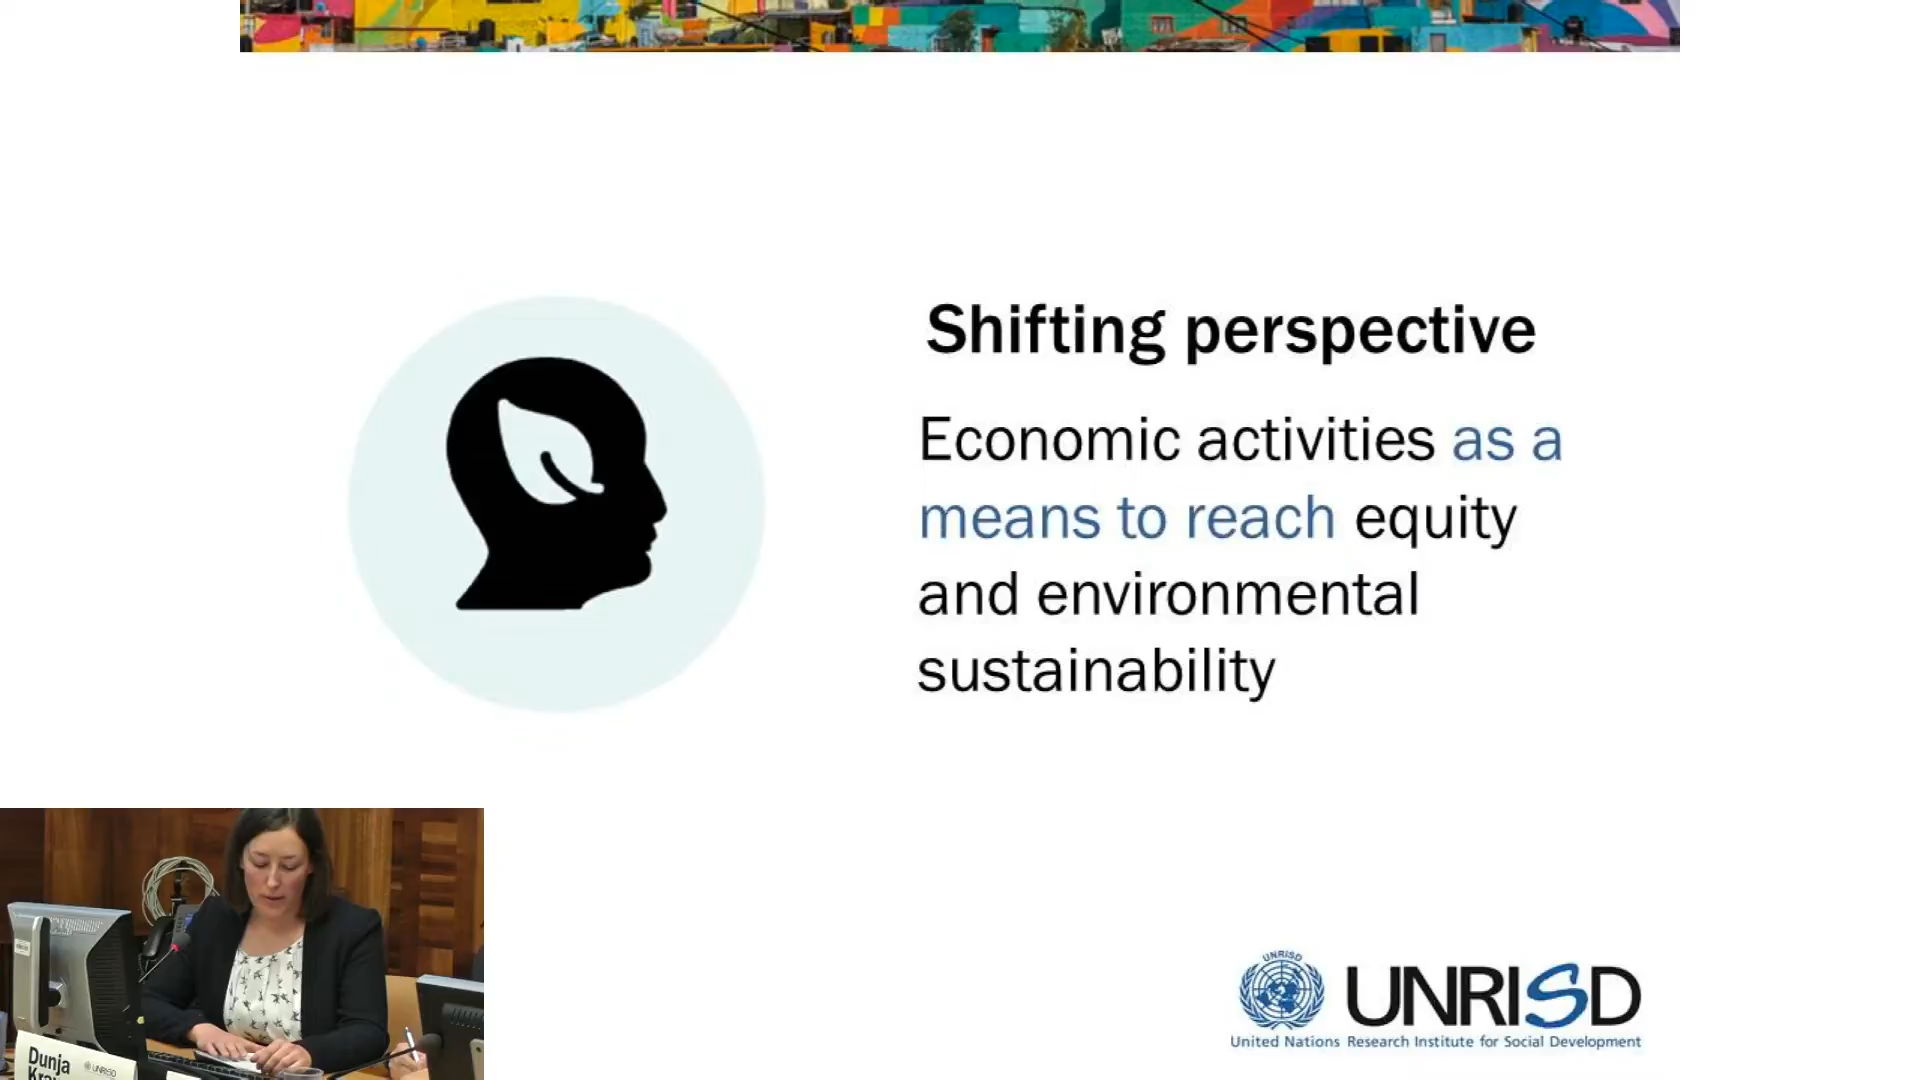 Shifting perspective
Economic activities as a
means to reach equity
and environmental
sustainability
UNRISD
UNRISD
United Nations Research Institute for Social Development
Dunja
UNRISD